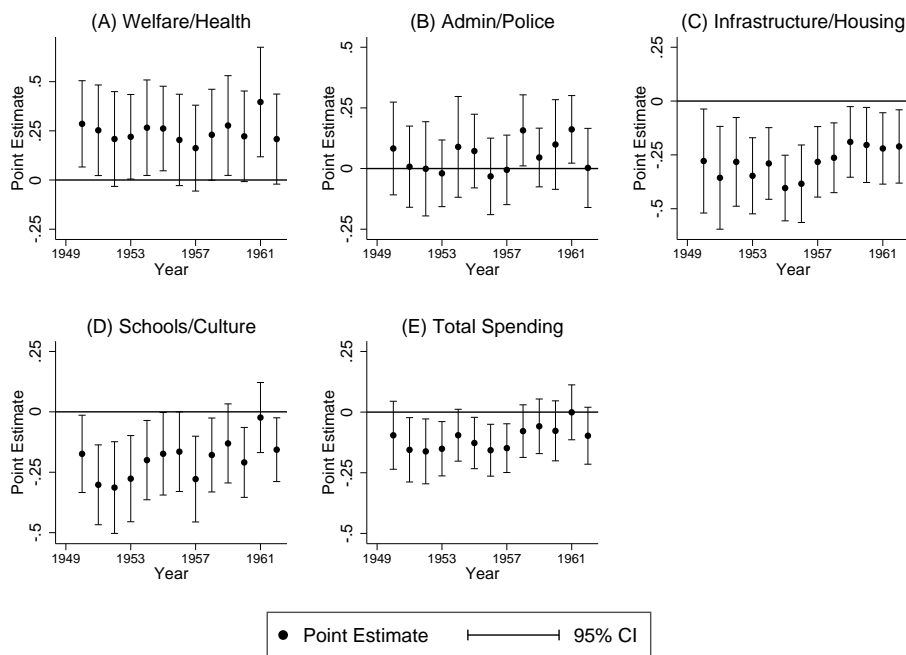 (A) Welfare/Health
Point Estimate
-.25 0 .25 .5
1949 1953 1957 1961
Year
(B) Admin/Police
Point Estimate
-.25 0 .25 .5
1949 1953 1957 1961
Year
(C) Infrastructure/Housing
Point Estimate
-.5 -.25 0 .25
1949 1953 1957 1961
Year
(D) Schools/Culture
Point Estimate
-.5 -.25 0 .25
1949 1953 1957 1961
Year
(E) Total Spending
Point Estimate
-.5 -.25 0 .25
1949 1953 1957 1961
Year
Point Estimate 95% CI